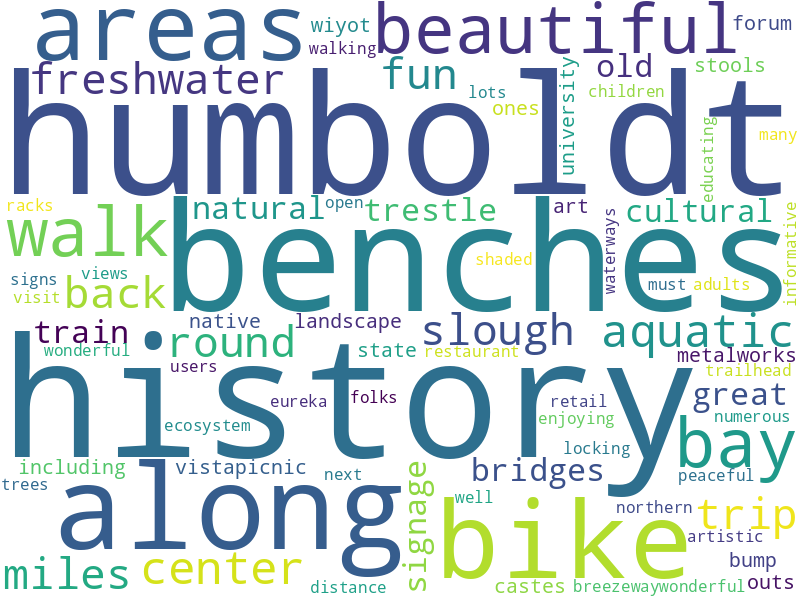 areas
wiyot
beautiful
forum
walking
freshwater
fun
old
stools
lots
children
ones
university
humboldt
many
educating
racks
natural
open
trestle
art
cultural
walk
benches
waterways
informative
shaded
signs
views
back
must
adults
visit
native
landscape
slough
aquatic
train
round
wonderful
state
restaurant
metalworks
users
trailhead
history
eureka
folks
retail
great
enjoying
numerous
ecosystem
bay
locking
including
vistapicnic
next
bridges
peaceful
trees
along
signage
well
northern
trip
bike
artistic
miles
center
bump
distance
castes
breezewaywonderful
outs